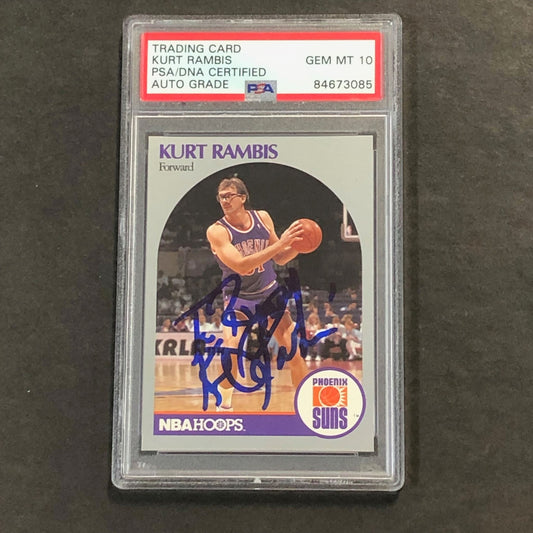 TRADING CARD
KURT RAMBIS
PSA/DNA CERTIFIED
AUTO GRADE
GEM MT 10
PSA
84673085
KURT RAMBIS
Forward
KRLA
PHOENIX
SUNS
NBA HOOPS